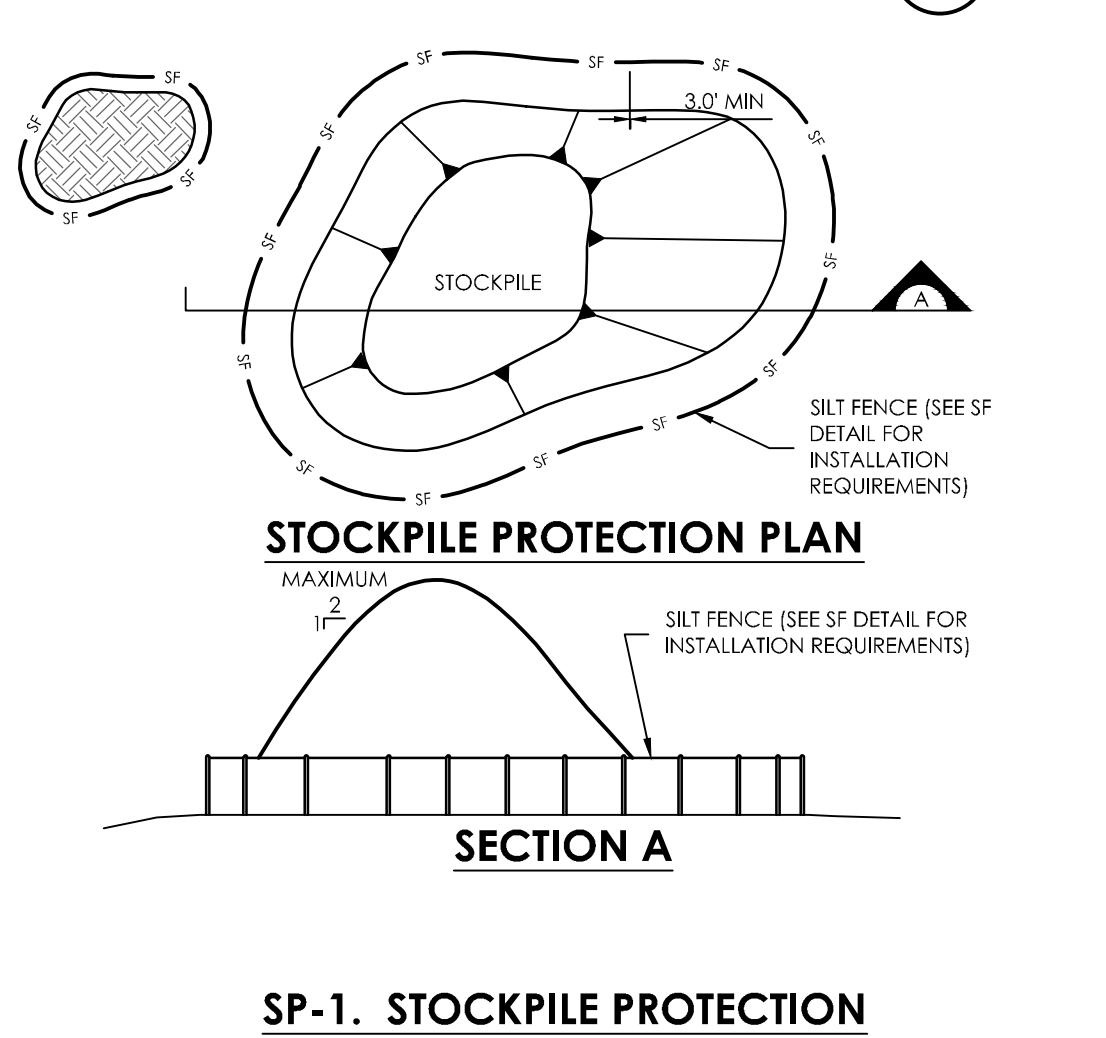 SF
SF
SF
SF
SF
SF
SF
SF
3.0' MIN
SF
SF
SF
STOCKPILE
SF
A
SF
SF
SF
SF
SF
SF
SILT FENCE (SEE SF
DETAIL FOR
INSTALLATION
REQUIREMENTS)
STOCKPILE PROTECTION PLAN
MAXIMUM
2
1
SILT FENCE (SEE SF DETAIL FOR
INSTALLATION REQUIREMENTS)
SECTION A
SP-1. STOCKPILE PROTECTION